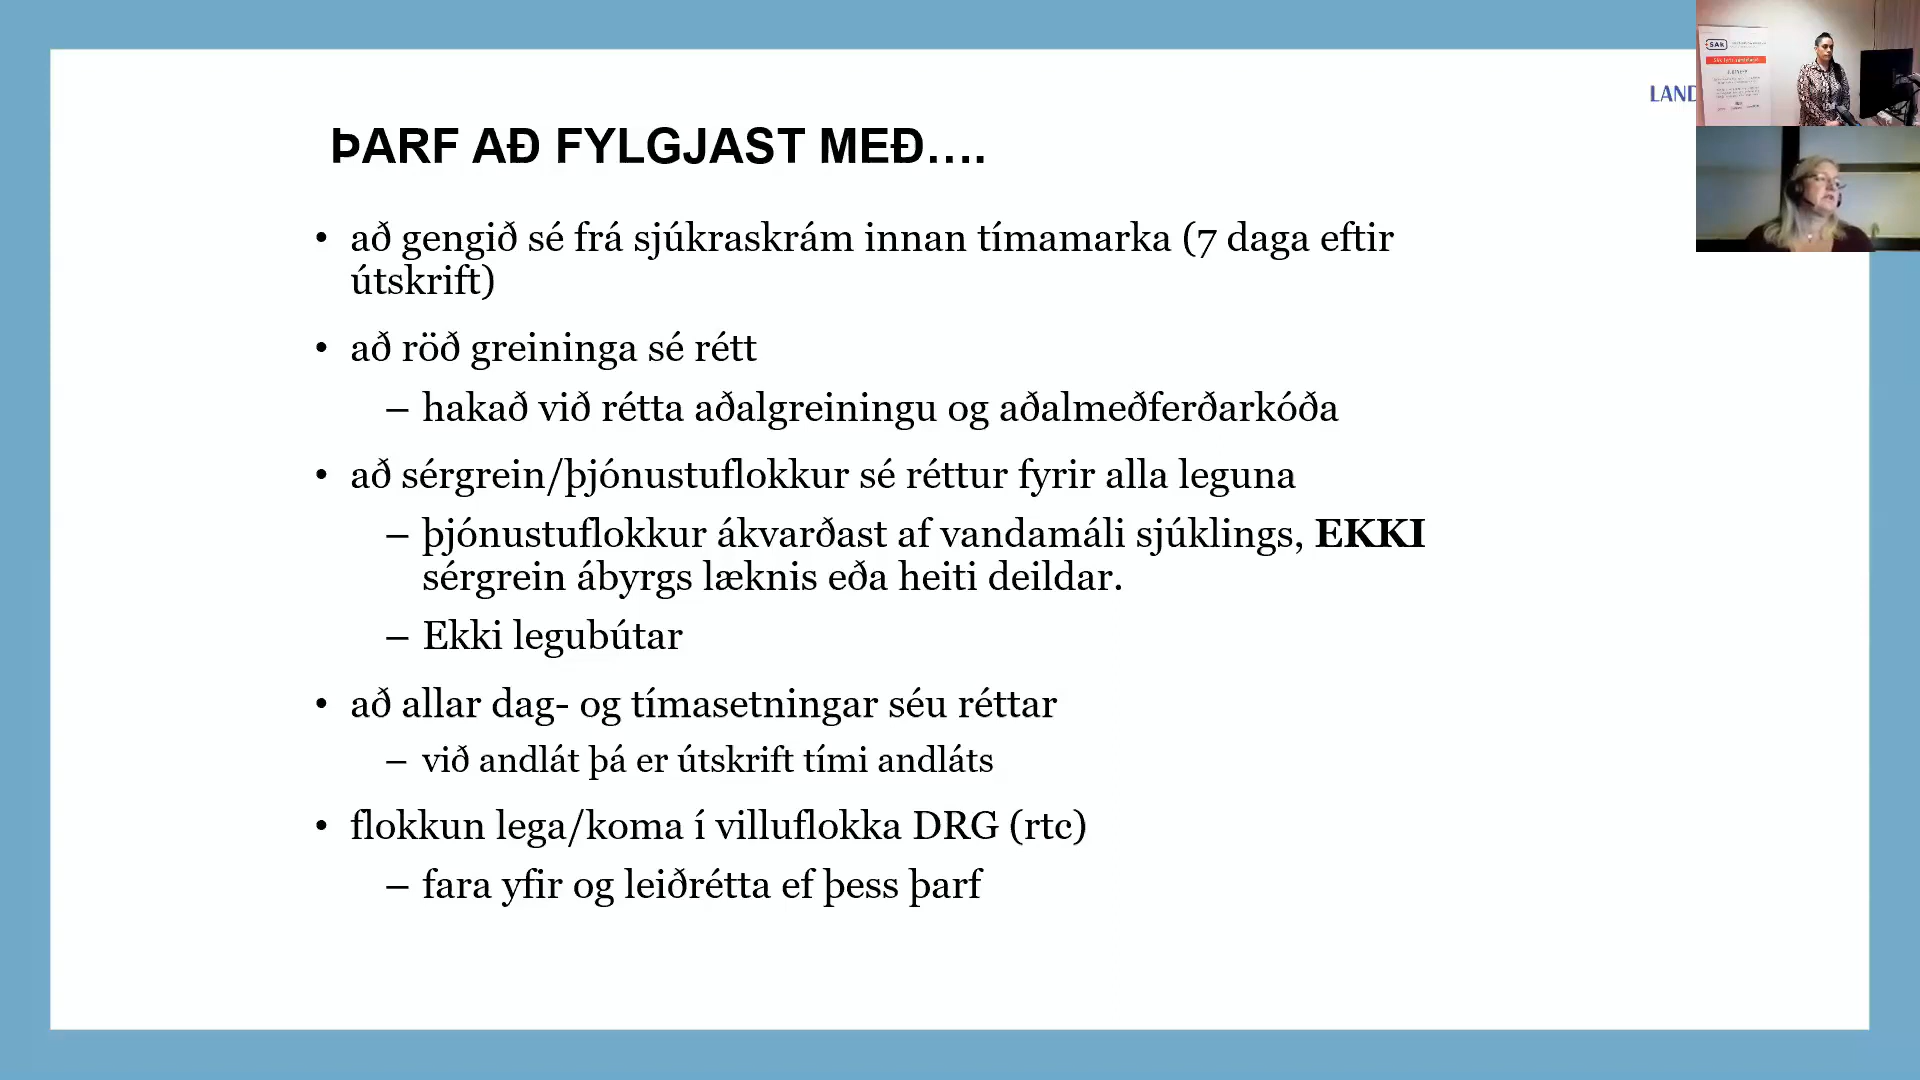 LAND
SAk
ÞARF AÐ FYLGJAST MEÐ....
• að gengið sé frá sjúkraskrám innan tímamarka (7 daga eftir
útskrift)
• að röð greininga sé rétt
– hakað við rétta aðalgreiningu og aðalmeðferðarkóða
• að sérgrein/þjónustuflokkur sé réttur fyrir alla leguna
– þjónustuflokkur ákvarðast af vandamáli sjúklings, EKKI
sérgrein ábyrgs læknis eða heiti deildar.
– Ekki legubútar
• að allar dag- og tímasetningar séu réttar
– við andlát þá er útskrift tími andláts
• flokkun lega/koma í villuflokka DRG (rtc)
– fara yfir og leiðrétta ef þess þarf